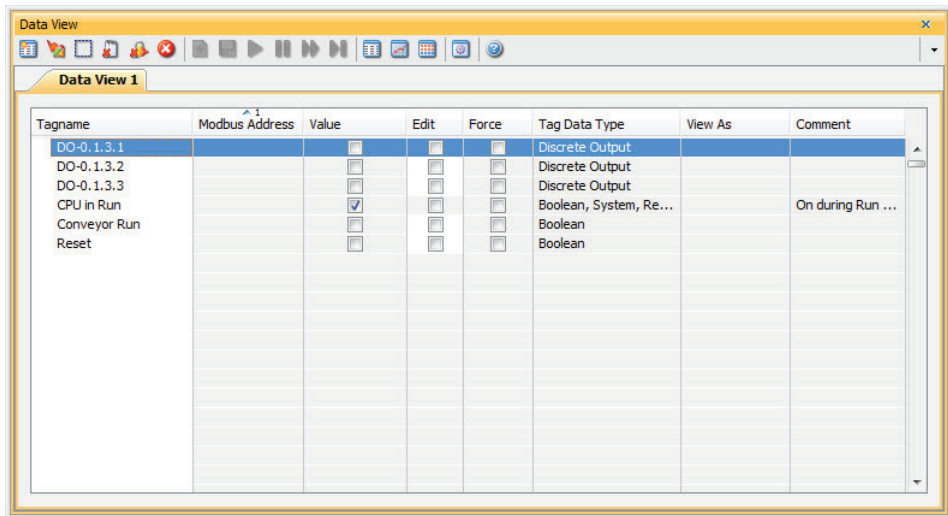 Data View
Data View 1
Tagname Modbus Address 1 Value Edit Force Tag Data Type View As Comment
DO-0.1.3.1 Discrete Output
DO-0.1.3.2 Discrete Output
DO-0.1.3.3 Discrete Output
CPU in Run Boolean, System, Re... On during Run ...
Conveyor Run Boolean
Reset Boolean